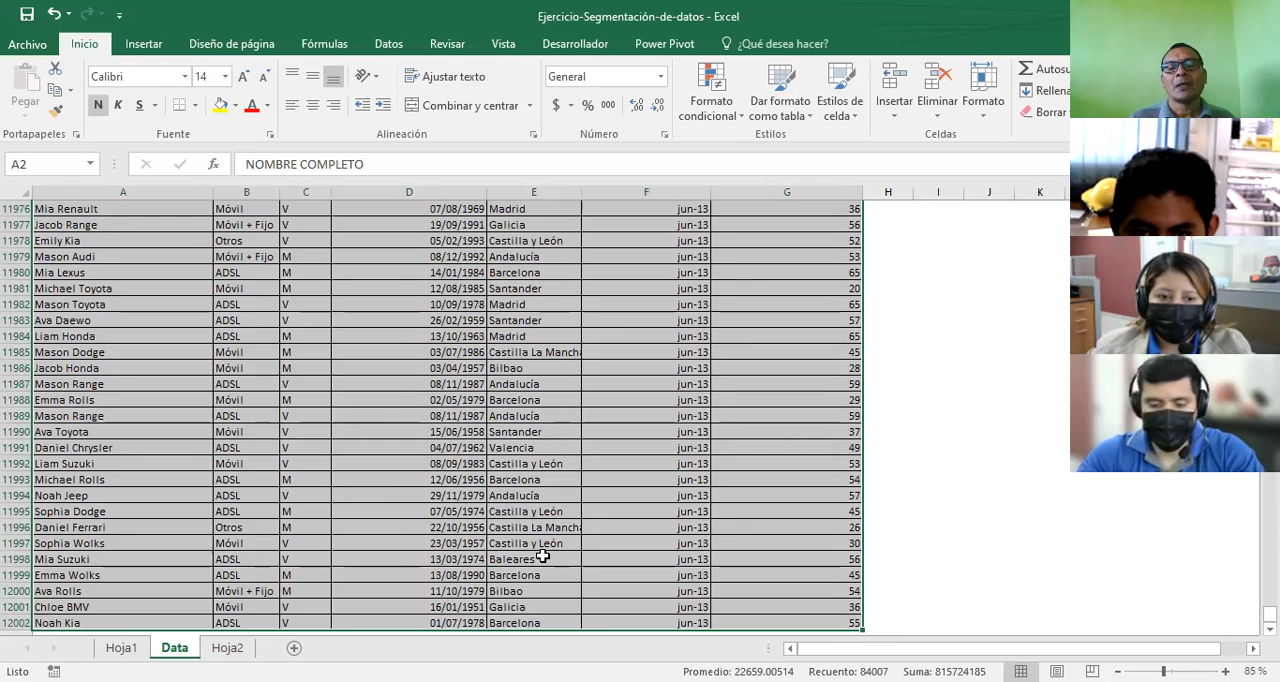 Ejercicio-Segmentación-de-datos - Excel
Archivo Inicio Insertar Diseño de página Fórmulas Datos Revisar Vista Desarrollador Power Pivot ¿Qué desea hacer?
Pegar
Calibri 14
N K S
Ajustar texto
Combinar y centrar
General
$ % 000
Formato condicional
Dar formato como tabla
Estilos de celda
Insertar Eliminar Formato
Autosu
Rellena
Borrar
Portapapeles Fuente Alineación Número Estilos Celdas
A2 fx NOMBRE COMPLETO
A B C D E F G H I J K
11976 Mia Renault Móvil V 07/08/1969 Madrid jun-13 36
11977 Jacob Range Móvil + Fijo V 19/09/1991 Galicia jun-13 56
11978 Emily Kia Otros V 05/02/1993 Castilla y León jun-13 52
11979 Mason Audi Móvil + Fijo M 08/12/1992 Andalucía jun-13 53
11980 Mia Lexus ADSL M 14/01/1984 Barcelona jun-13 65
11981 Michael Toyota Móvil M 12/08/1985 Santander jun-13 20
11982 Mason Toyota ADSL V 10/09/1978 Madrid jun-13 65
11983 Ava Daewo ADSL V 26/02/1959 Santander jun-13 57
11984 Liam Honda ADSL M 13/10/1963 Madrid jun-13 65
11985 Mason Dodge Móvil M 03/07/1986 Castilla La Mancha jun-13 45
11986 Jacob Honda Móvil M 03/04/1957 Bilbao jun-13 28
11987 Mason Range ADSL V 08/11/1987 Andalucía jun-13 59
11988 Emma Rolls ADSL M 02/05/1979 Barcelona jun-13 29
11989 Mason Range ADSL V 08/11/1987 Andalucía jun-13 59
11990 Ava Toyota Móvil V 15/06/1958 Santander jun-13 37
11991 Daniel Chrysler ADSL V 04/07/1962 Valencia jun-13 49
11992 Liam Suzuki Móvil V 08/09/1983 Castilla y León jun-13 53
11993 Michael Rolls ADSL M 12/06/1956 Barcelona jun-13 54
11994 Noah Jeep ADSL V 29/11/1979 Andalucía jun-13 57
11995 Sophia Dodge ADSL M 07/05/1974 Castilla y León jun-13 45
11996 Daniel Ferrari Otros M 22/10/1956 Castilla La Mancha jun-13 26
11997 Sophia Wolks Móvil V 23/03/1957 Castilla y León jun-13 30
11998 Mia Suzuki ADSL V 13/03/1974 Baleares jun-13 56
11999 Emma Wolks ADSL M 13/08/1990 Barcelona jun-13 45
12000 Ava Rolls Móvil + Fijo M 11/10/1979 Bilbao jun-13 54
12001 Chloe BMV Móvil V 16/01/1951 Galicia jun-13 36
12002 Noah Kia ADSL V 01/07/1978 Barcelona jun-13 55
Hoja1 Data Hoja2
Listo Promedio: 22659.00514 Recuento: 84007 Suma: 815724185 85 %